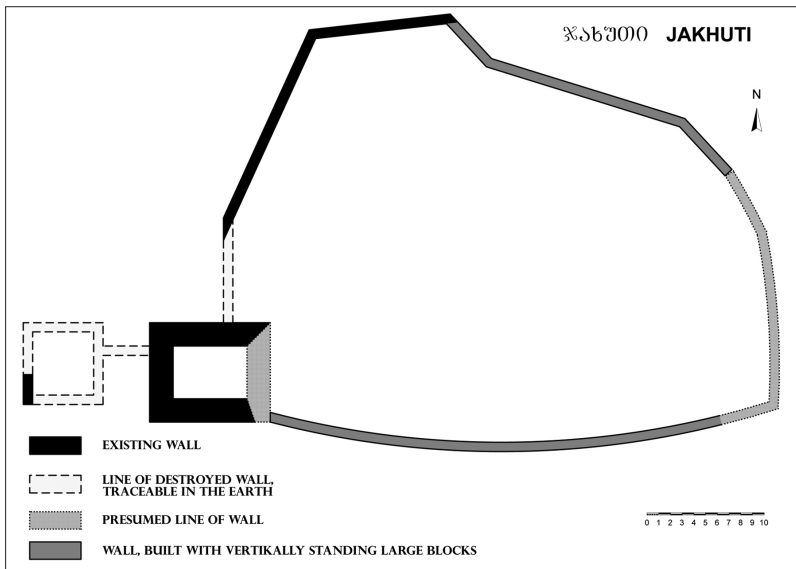 ჯახუთი JAKHUTI
N
EXISTING WALL
LINE OF DESTROYED WALL,
TRACEABLE IN THE EARTH
PRESUMED LINE OF WALL
WALL, BUILT WITH VERTIKALLY STANDING LARGE BLOCKS
0 1 2 3 4 5 6 7 8 9 10